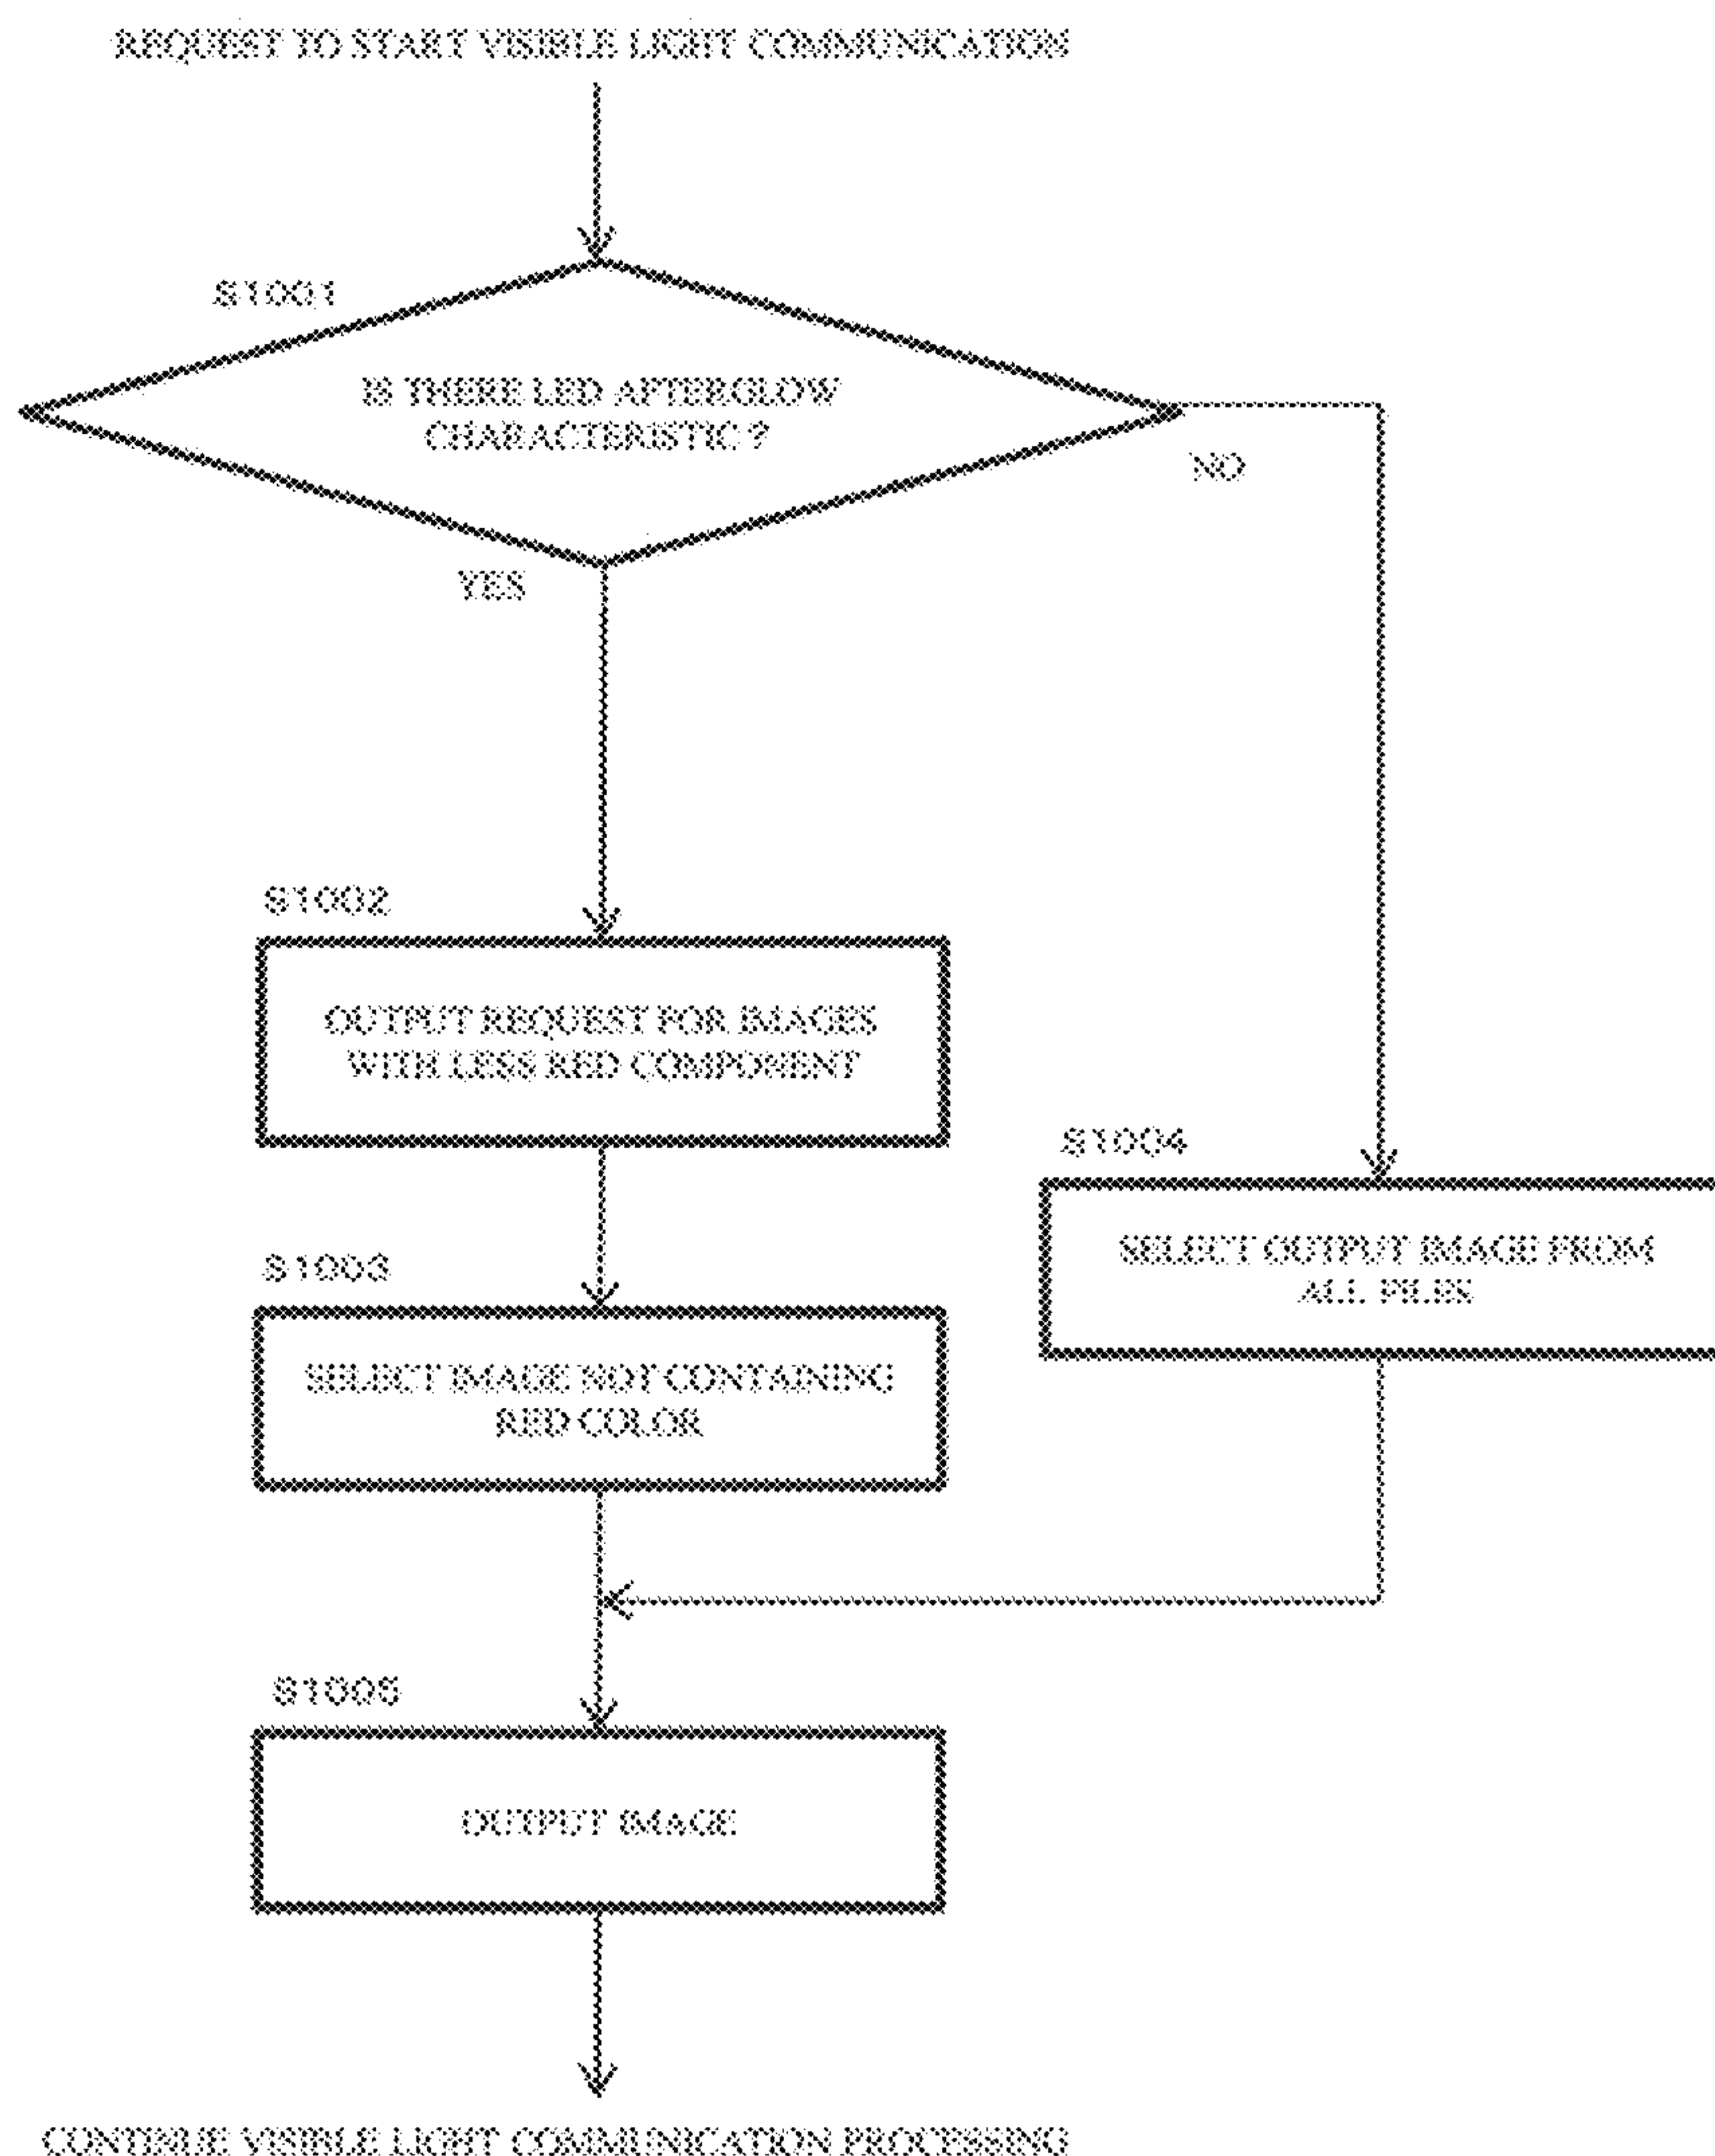 REQUEST TO START VISIBLE LIGHT COMMUNICATION
S1001
IS THERE LED AFTERGLOW
CHARACTERISTIC ?
NO
YES
S1002
OUTPUT REQUEST FOR IMAGES
WITH LESS RED COMPONENT
S1004
SELECT OUTPUT IMAGE FROM
ALL FILES
S1003
SELECT IMAGE NOT CONTAINING
RED COLOR
S1005
OUTPUT IMAGE
CONTINUE VISIBLE LIGHT COMMUNICATION PROCESSING